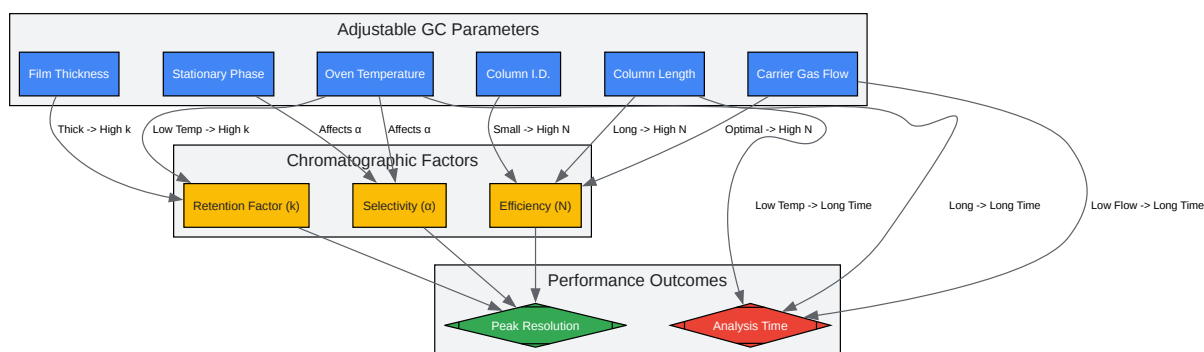 Adjustable GC Parameters
Film Thickness
Stationary Phase
Oven Temperature
Column I.D.
Column Length
Carrier Gas Flow
Thick -> High k
Low Temp -> High k
Affects α
Affects α
Small -> High N
Long -> High N
Optimal -> High N
Chromatographic Factors
Retention Factor (k)
Selectivity (α)
Efficiency (N)
Low Temp -> Long Time
Long -> Long Time
Low Flow -> Long Time
Performance Outcomes
Peak Resolution
Analysis Time